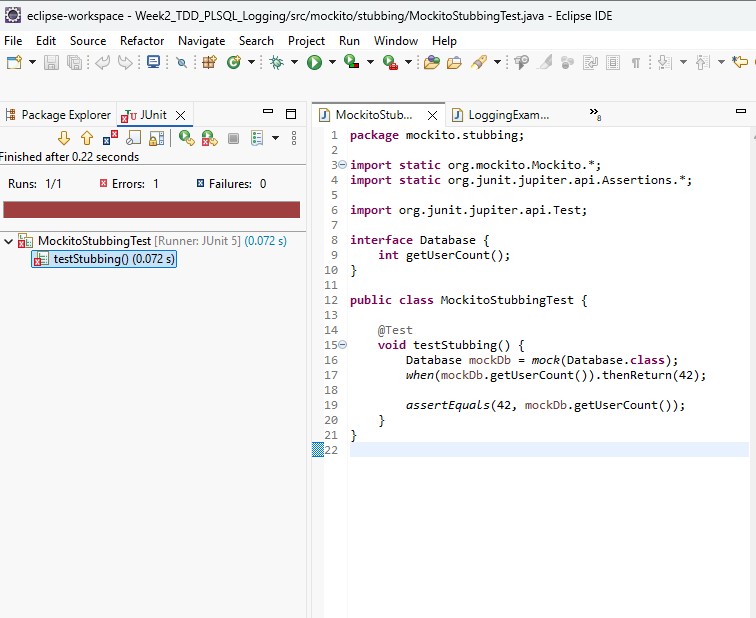 eclipse-workspace - Week2_TDD_PLSQL_Logging/src/mockito/stubbing/MockitoStubbingTest.java - Eclipse IDE
File Edit Source Refactor Navigate Search Project Run Window Help
Package Explorer JUnit
Finished after 0.22 seconds
Runs: 1/1 Errors: 1 Failures: 0
MockitoStubbingTest [Runner: JUnit 5] (0.072 s)
testStubbing() (0.072 s)
MockitoStub... LoggingExam... »8
1 package mockito.stubbing;
2
3 import static org.mockito.Mockito.*;
4 import static org.junit.jupiter.api.Assertions.*;
5
6 import org.junit.jupiter.api.Test;
7
8 interface Database {
9     int getUserCount();
10 }
11
12 public class MockitoStubbingTest {
13
14     @Test
15     void testStubbing() {
16         Database mockDb = mock(Database.class);
17         when(mockDb.getUserCount()).thenReturn(42);
18
19         assertEquals(42, mockDb.getUserCount());
20     }
21 }
22